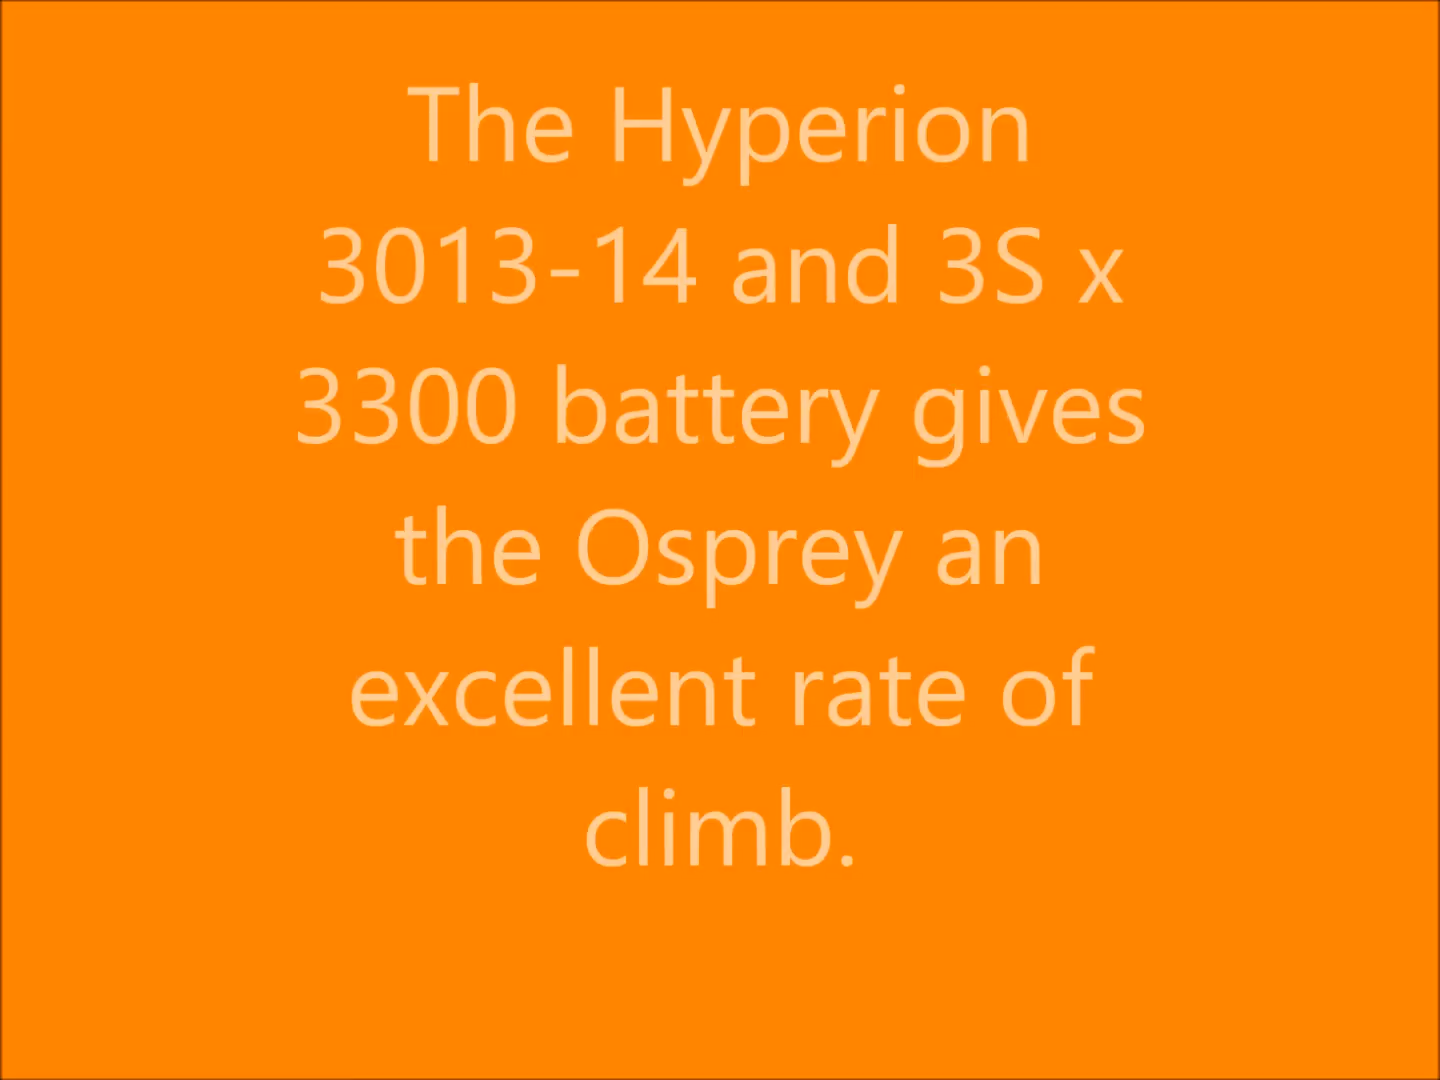 The Hyperion
3013-14 and 3S x
3300 battery gives
the Osprey an
excellent rate of
climb.